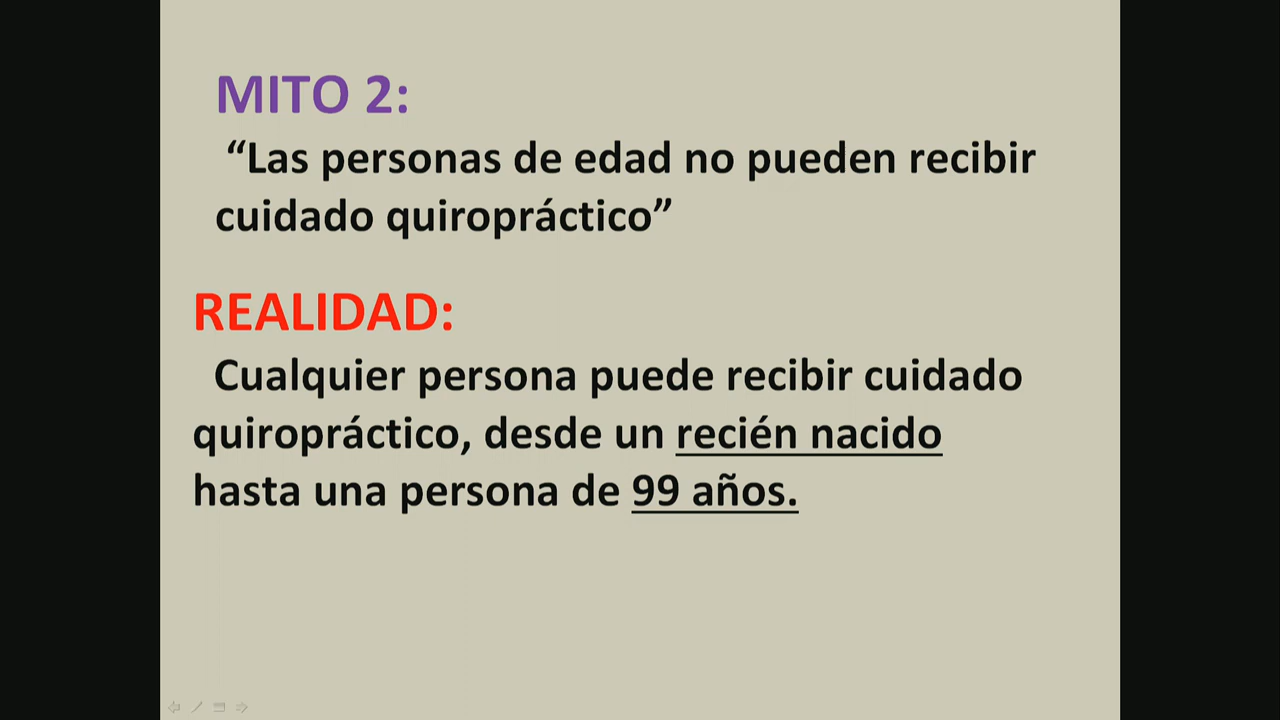 MITO 2:
“Las personas de edad no pueden recibir
cuidado quiropráctico”
REALIDAD:
Cualquier persona puede recibir cuidado
quiropráctico, desde un recién nacido
hasta una persona de 99 años.